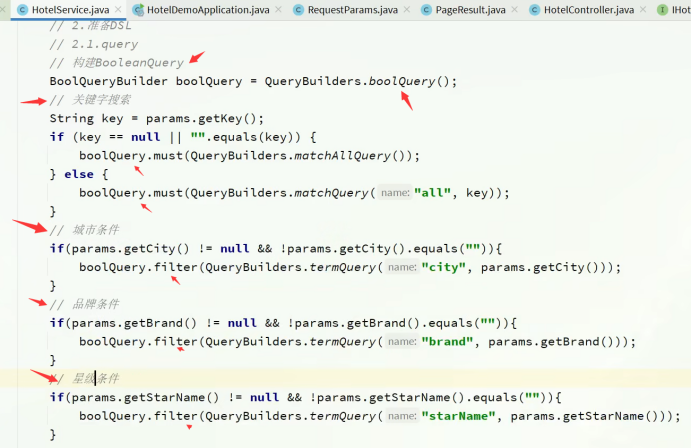 HotelService.java HotelDemoApplication.java RequestParams.java PageResult.java HotelController.java IHot
// 2.准备DSL
// 2.1.query
// 构建BooleanQuery
BoolQueryBuilder boolQuery = QueryBuilders.boolQuery();
// 关键字搜索
String key = params.getKey();
if (key == null || "".equals(key)) {
boolQuery.must(QueryBuilders.matchAllQuery());
} else {
boolQuery.must(QueryBuilders.matchQuery( name: "all", key));
}
// 城市条件
if(params.getCity() != null && !params.getCity().equals("")){
boolQuery.filter(QueryBuilders.termQuery( name: "city", params.getCity()));
}
// 品牌条件
if(params.getBrand() != null && !params.getBrand().equals("")){
boolQuery.filter(QueryBuilders.termQuery( name: "brand", params.getBrand()));
}
// 星级条件
if(params.getStarName() != null && !params.getStarName().equals("")){
boolQuery.filter(QueryBuilders.termQuery( name: "starName", params.getStarName()));
}